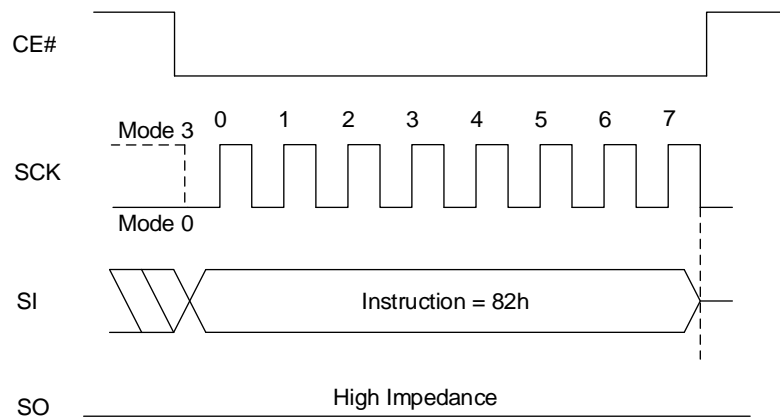 CE#
0 1 2 3 4 5 6 7
Mode 3
SCK
Mode 0
SI
Instruction = 82h
High Impedance
SO